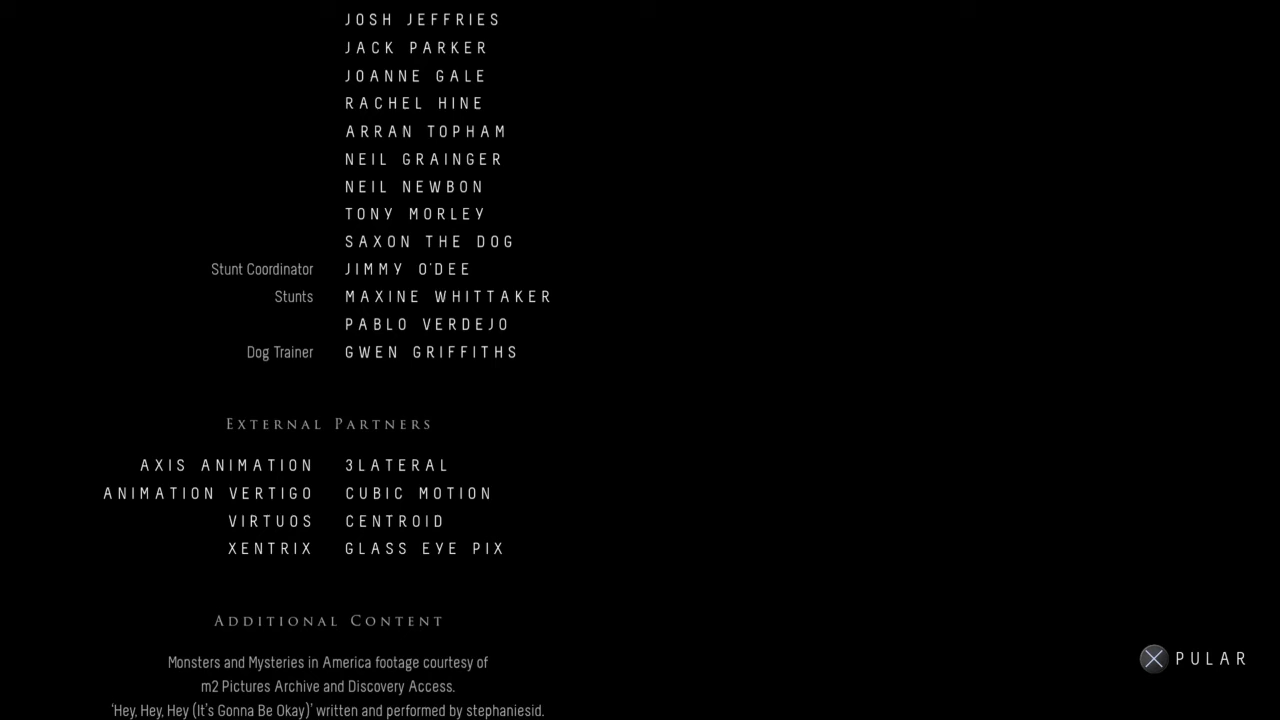 JOSH JEFFRIES
JACK PARKER
JOANNE GALE
RACHEL HINE
ARRAN TOPHAM
NEIL GRAINGER
NEIL NEWBON
TONY MORLEY
SAXON THE DOG
Stunt Coordinator JIMMY O'DEE
Stunts MAXINE WHITTAKER
PABLO VERDEJO
Dog Trainer GWEN GRIFFITHS
EXTERNAL PARTNERS
AXIS ANIMATION 3LATERAL
ANIMATION VERTIGO CUBIC MOTION
VIRTUOS CENTROID
XENTRIX GLASS EYE PIX
ADDITIONAL CONTENT
Monsters and Mysteries in America footage courtesy of
m2 Pictures Archive and Discovery Access.
'Hey, Hey, Hey (It's Gonna Be Okay)' written and performed by stephaniesid.
PULAR